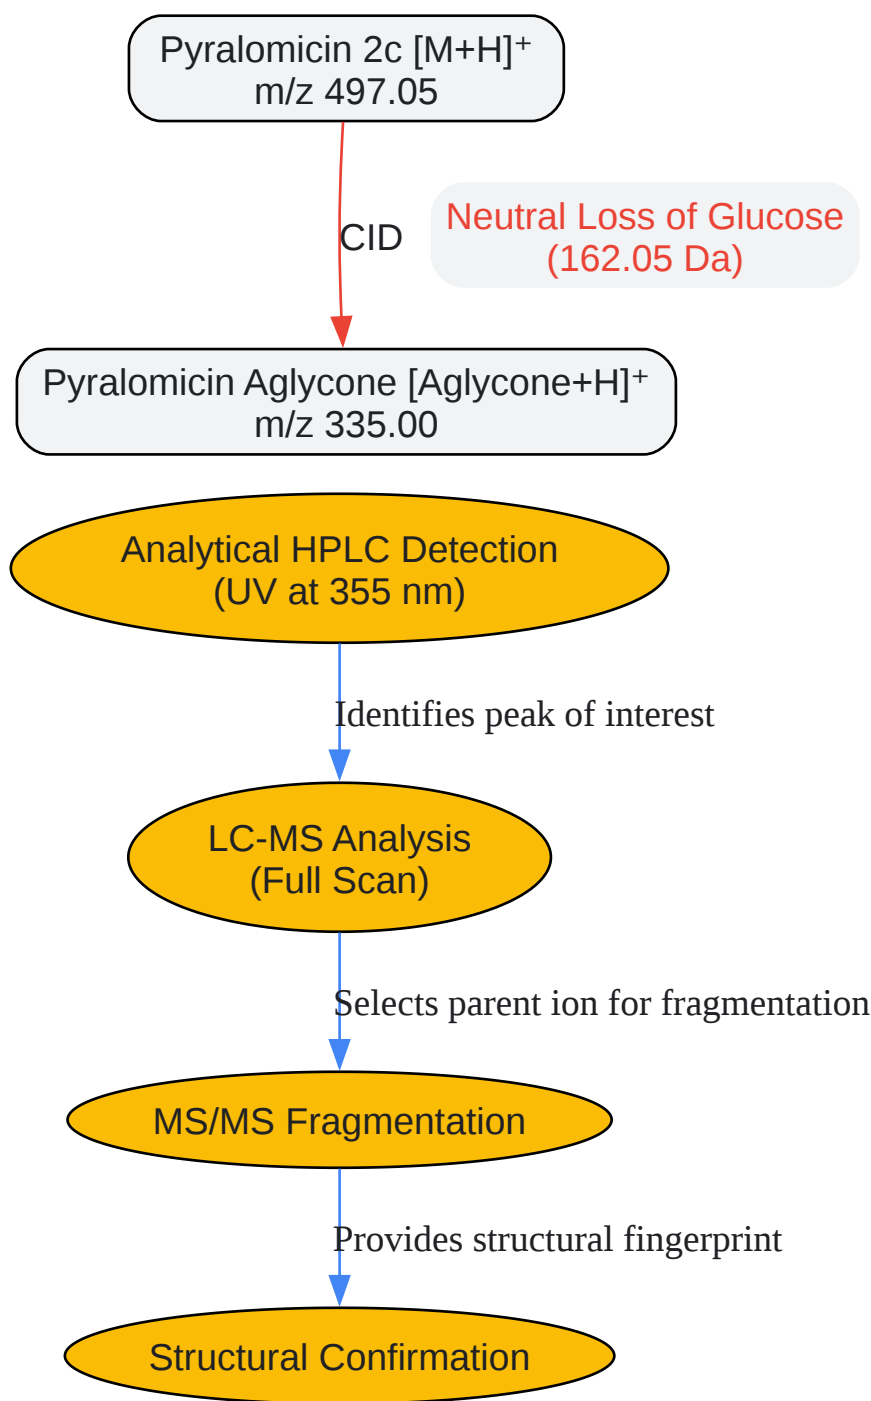 Pyralomicin 2c [M+H]⁺
m/z 497.05
CID
Neutral Loss of Glucose
(162.05 Da)
Pyralomicin Aglycone [Aglycone+H]⁺
m/z 335.00
Analytical HPLC Detection
(UV at 355 nm)
Identifies peak of interest
LC-MS Analysis
(Full Scan)
Selects parent ion for fragmentation
MS/MS Fragmentation
Provides structural fingerprint
Structural Confirmation